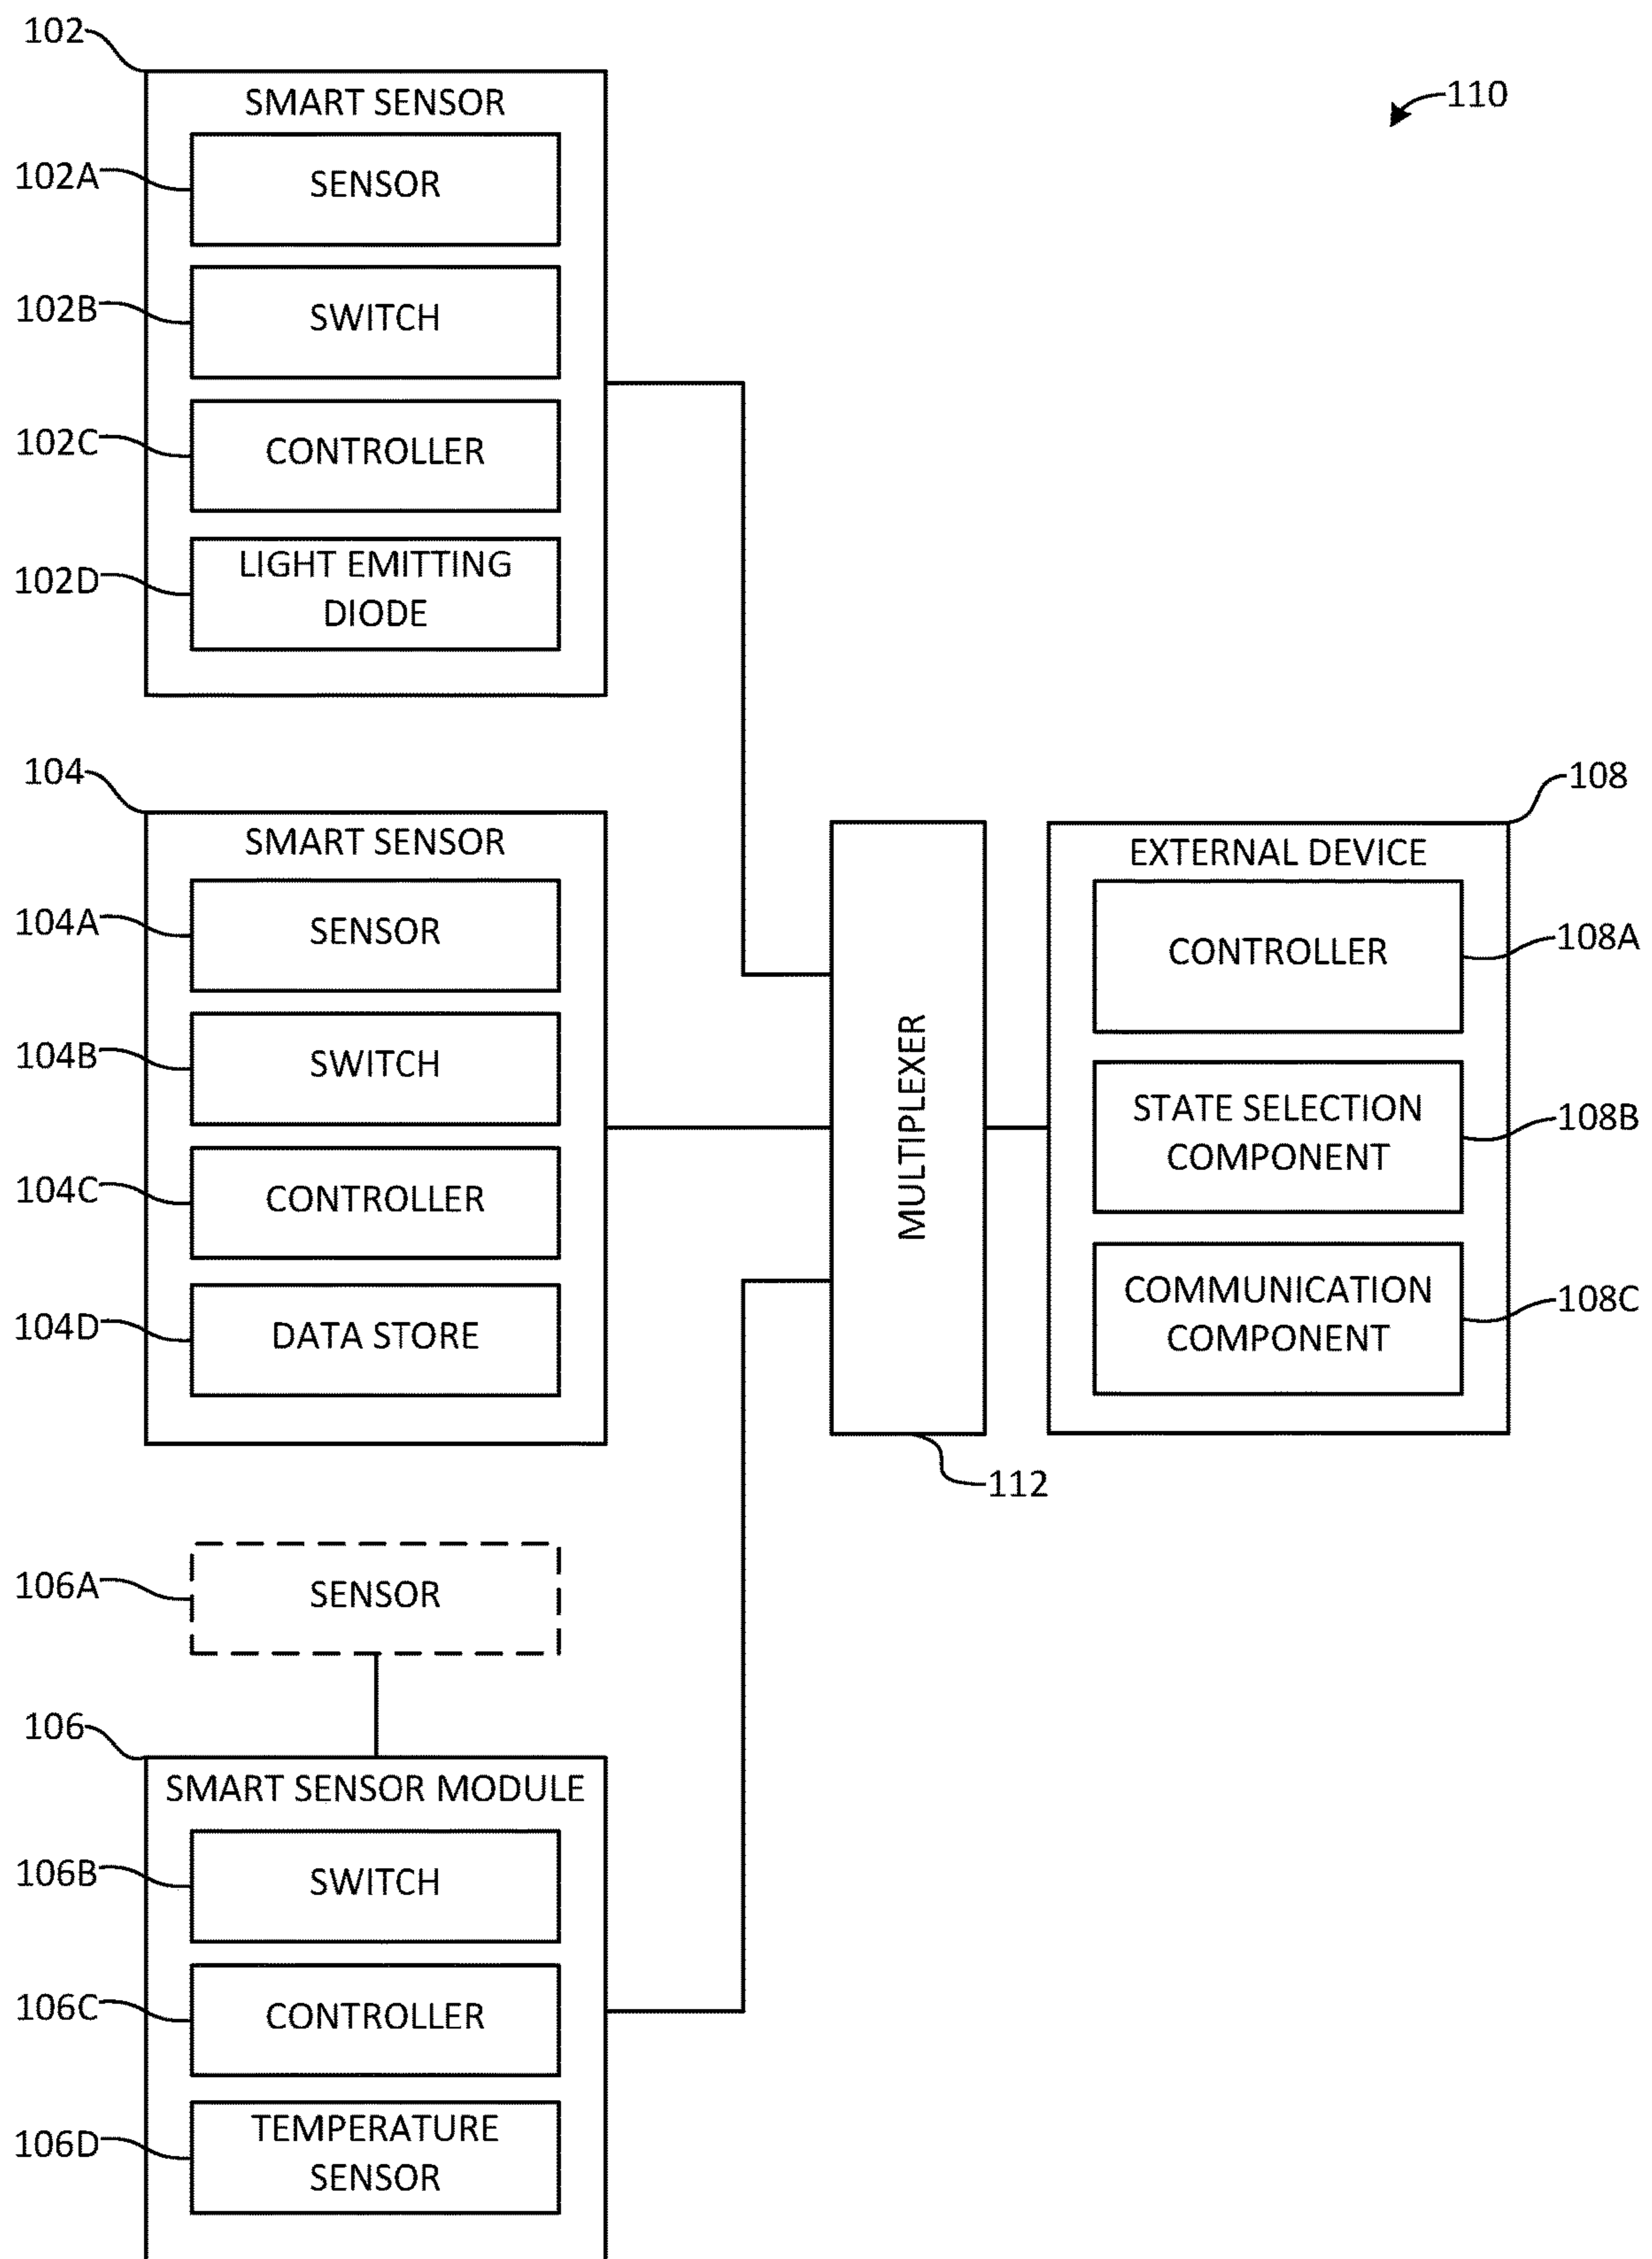 102
SMART SENSOR
110
102A
SENSOR
102B
SWITCH
102C
CONTROLLER
102D
LIGHT EMITTING
DIODE
104
SMART SENSOR
104A
SENSOR
104B
SWITCH
104C
CONTROLLER
104D
DATA STORE
MULTIPLEXER
112
108
EXTERNAL DEVICE
CONTROLLER
108A
STATE SELECTION
COMPONENT
108B
COMMUNICATION
COMPONENT
108C
106A
SENSOR
106
SMART SENSOR MODULE
106B
SWITCH
106C
CONTROLLER
106D
TEMPERATURE
SENSOR